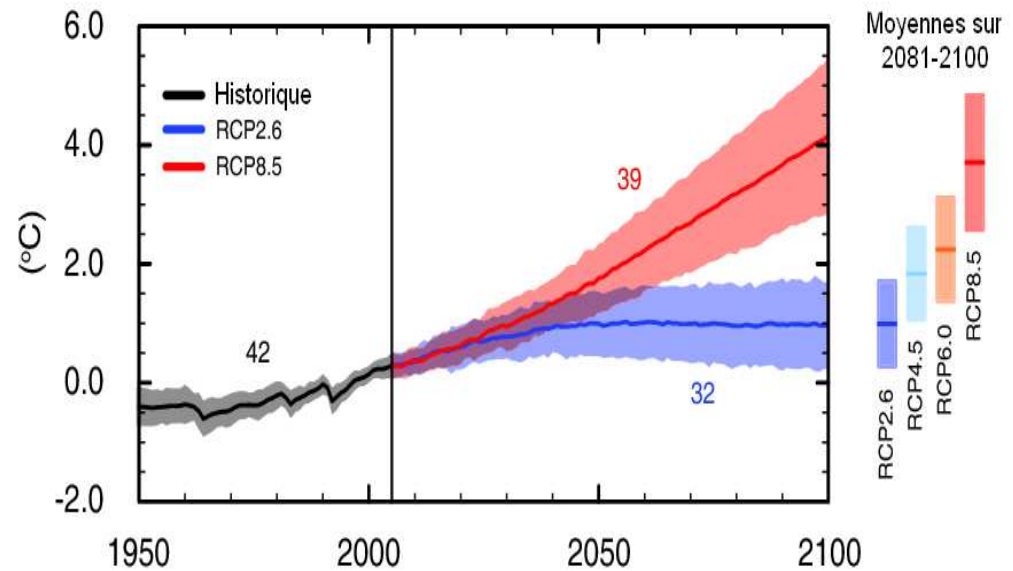 6.0
4.0
2.0
0.0
-2.0
(°C)
1950
2000
2050
2100
Historique
RCP2.6
RCP8.5
42
39
32
Moyennes sur
2081-2100
RCP2.6
RCP4.5
RCP6.0
RCP8.5